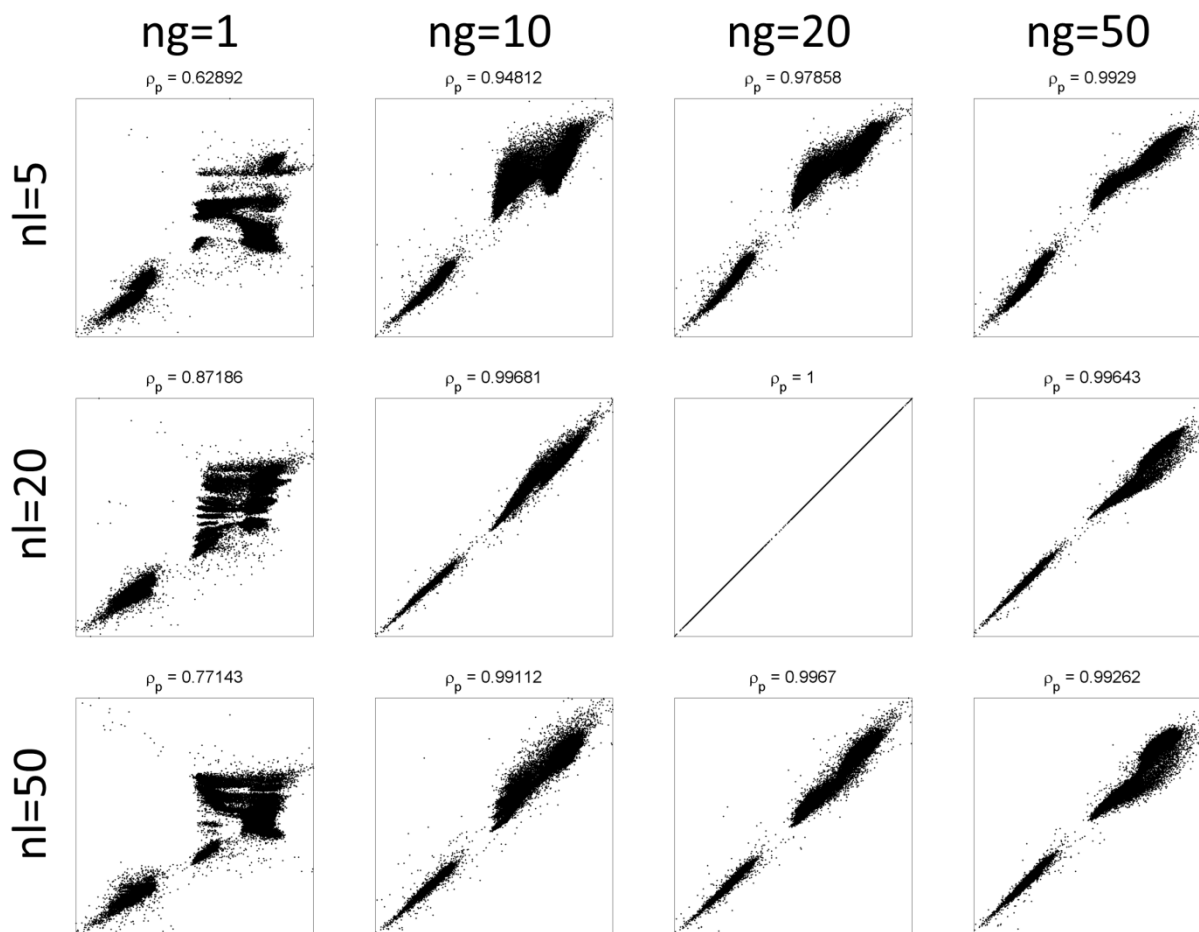 ng=1 ng=10 ng=20 ng=50
ρp = 0.62892 ρp = 0.94812 ρp = 0.97858 ρp = 0.9929
nl=5
ρp = 0.87186 ρp = 0.99681 ρp = 1 ρp = 0.99643
nl=20
ρp = 0.77143 ρp = 0.99112 ρp = 0.9967 ρp = 0.99262
nl=50